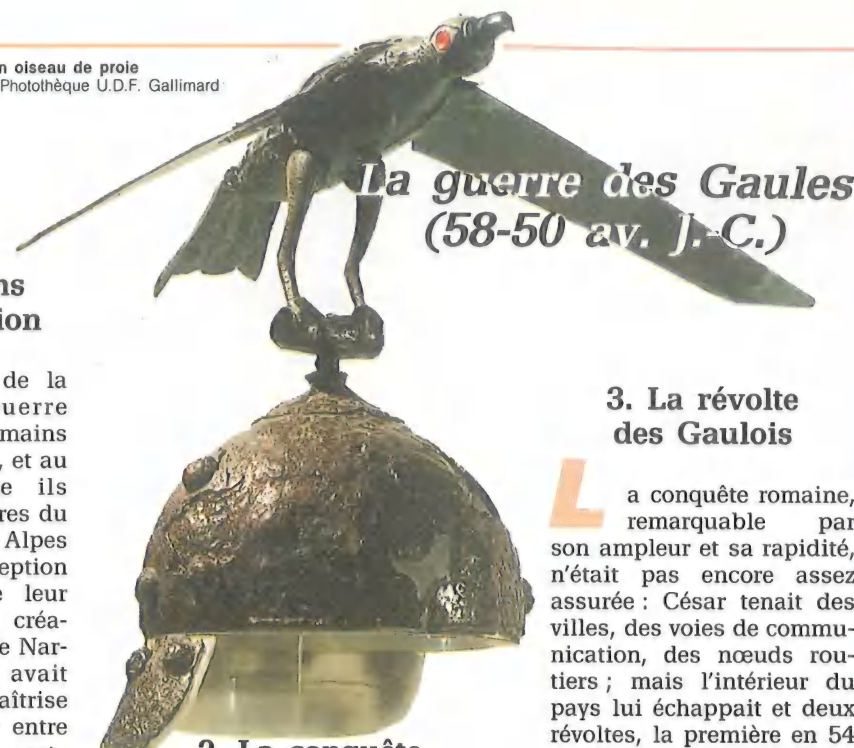 n oiseau de proie
Photothèque U.D.F. Gallimard
La guerre des Gaules
(58-50 av. J.-C.)
ns
ion
de la
uerre
mains
, et au
e ils
res du
Alpes
eption
e leur
créa-
e Nar-
avait
aîtrise
entre
3. La révolte
des Gaulois
La conquête romaine,
remarquable par
son ampleur et sa rapidité,
n'était pas encore assez
assurée : César tenait des
villes, des voies de commu-
nication, des nœuds rou-
tiers ; mais l'intérieur du
pays lui échappait et deux
révoltes, la première en 54